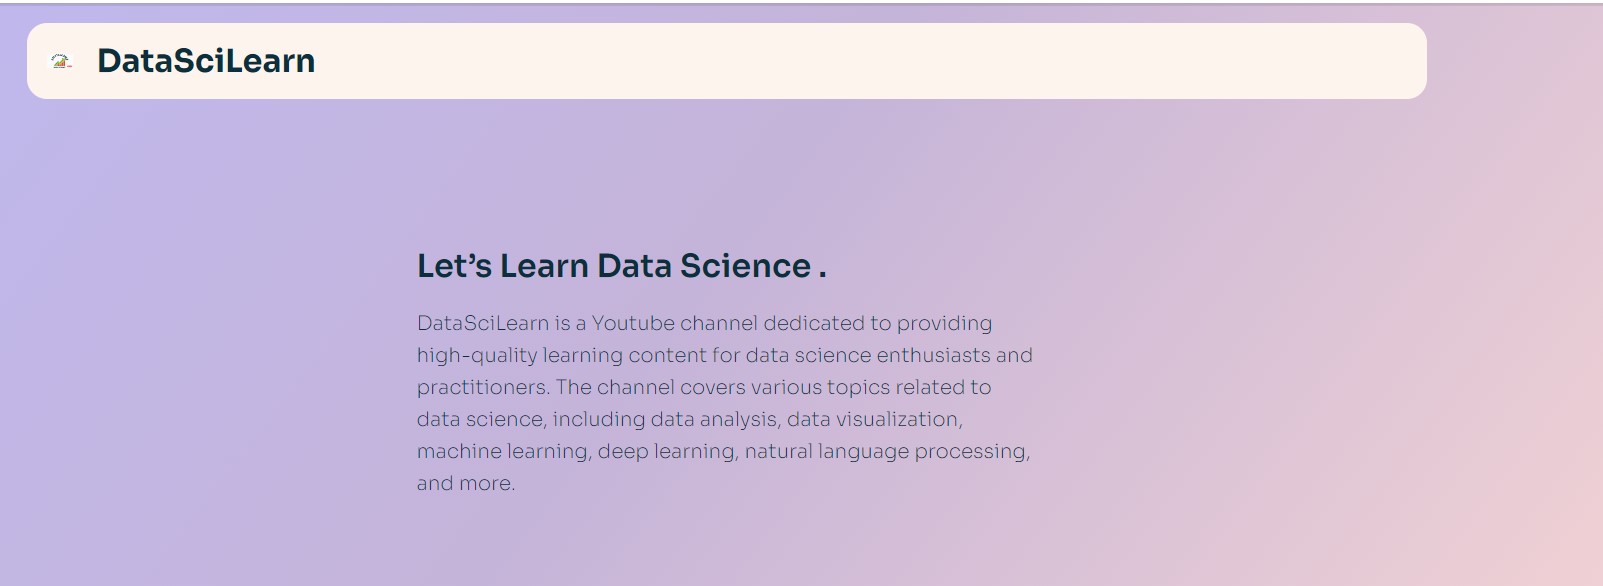 DataSciLearn
Let’s Learn Data Science .
DataSciLearn is a Youtube channel dedicated to providing
high-quality learning content for data science enthusiasts and
practitioners. The channel covers various topics related to
data science, including data analysis, data visualization,
machine learning, deep learning, natural language processing,
and more.